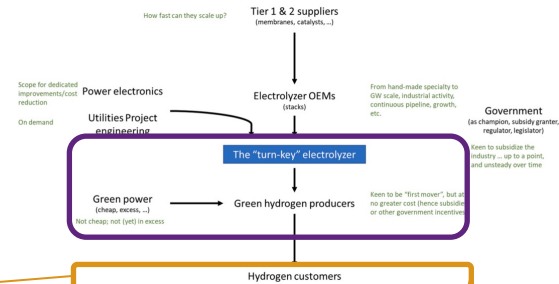 Tier 1 & 2 suppliers
(membranes, catalysts, …)
How fast can they scale up?
Scope for dedicated
improvements/cost
reduction
On demand
Power electronics
Utilities Project
engineering
Electrolyzer OEMs
(stacks)
From hand-made specialty to
GW scale, industrial activity,
continuous pipeline, growth,
etc.
Government
(as champion, subsidy granter,
regulator, legislator)
Keen to subsidize the
industry … up to a point,
and unsteady over time
The “turn-key” electrolyzer
Green power
(cheap, excess, …)
Not cheap; not (yet) in excess
Green hydrogen producers
Keen to be “first mover”, but at
no greater cost (hence subsidie
or other government incentives
Hydrogen customers